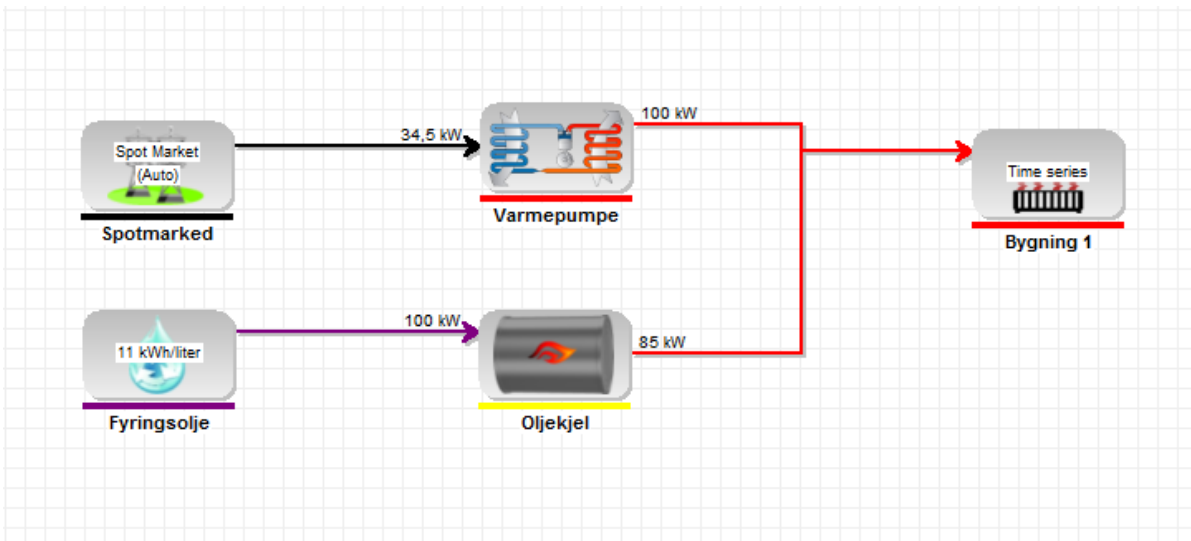 34,5 kW
100 kW
Spot Market
(Auto)
Spotmarked
Varmepumpe
Time series
Bygning 1
100 kW
85 kW
11 kWh/liter
Fyringsolje
Oljekjel